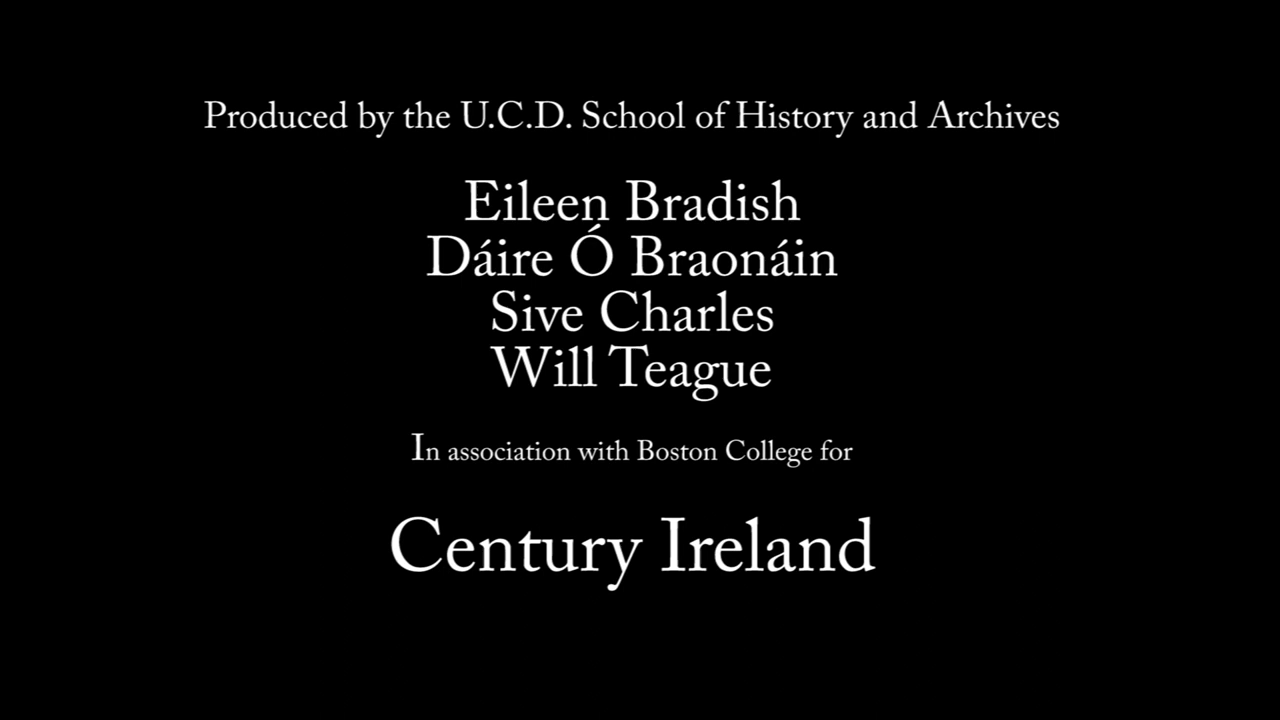 Produced by the U.C.D. School of History and Archives
Eileen Bradish
Dáire Ó Braonáin
Sive Charles
Will Teague
In association with Boston College for
Century Ireland